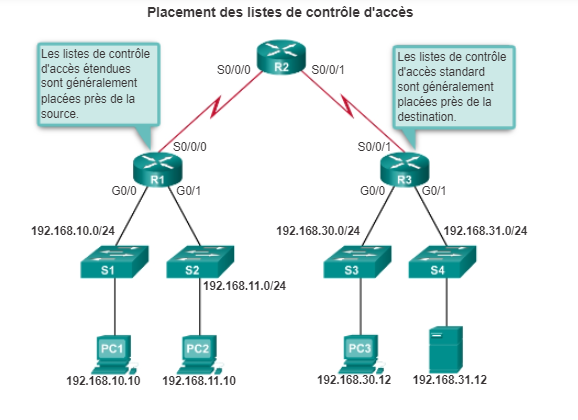 Placement des listes de contrôle d'accès
Les listes de contrôle
d'accès étendues
sont généralement
placées près de la
source.
Les listes de contrôle
d'accès standard
sont généralement
placées près de la
destination.
S0/0/0
R2
S0/0/1
S0/0/0
S0/0/1
R1
R3
G0/0
G0/1
G0/0
G0/1
192.168.10.0/24
192.168.30.0/24
192.168.31.0/24
S1
S2
S3
S4
192.168.11.0/24
PC1
PC2
PC3
192.168.10.10
192.168.11.10
192.168.30.12
192.168.31.12